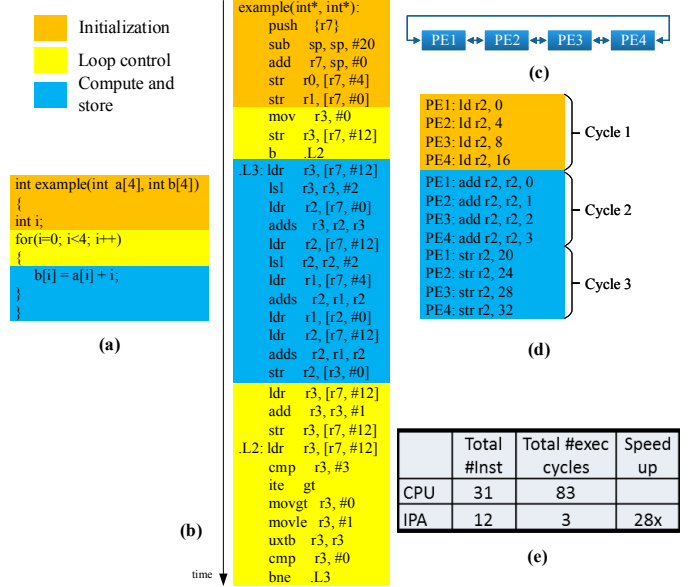 Initialization
Loop control
Compute and
store
int example(int a[4], int b[4])
{
int i;
for(i=0; i<4; i++)
{
b[i] = a[i] + i;
}
}
(a)
example(int*, int*):
push {r7}
sub sp, sp, #20
add r7, sp, #0
str r0, [r7, #4]
str r1, [r7, #0]
mov r3, #0
str r3, [r7, #12]
b .L2
.L3: ldr r3, [r7, #12]
lsl r3, r3, #2
ldr r2, [r7, #0]
adds r3, r2, r3
ldr r2, [r7, #12]
lsl r2, r2, #2
ldr r1, [r7, #4]
adds r2, r1, r2
ldr r1, [r2, #0]
ldr r2, [r7, #12]
adds r2, r1, r2
str r2, [r3, #0]
ldr r3, [r7, #12]
add r3, r3, #1
str r3, [r7, #12]
.L2: ldr r3, [r7, #12]
cmp r3, #3
ite gt
movgt r3, #0
movle r3, #1
uxtb r3, r3
cmp r3, #0
bne .L3
(b)
time
PE1 PE2 PE3 PE4
(c)
PE1: ld r2, 0
PE2: ld r2, 4
PE3: ld r2, 8
PE4: ld r2, 16
Cycle 1
PE1: add r2, r2, 0
PE2: add r2, r2, 1
PE3: add r2, r2, 2
PE4: add r2, r2, 3
Cycle 2
PE1: str r2, 20
PE2: str r2, 24
PE3: str r2, 28
PE4: str r2, 32
Cycle 3
(d)
Total #Inst Total #exec cycles Speed up
CPU 31 83
IPA 12 3 28x
(e)